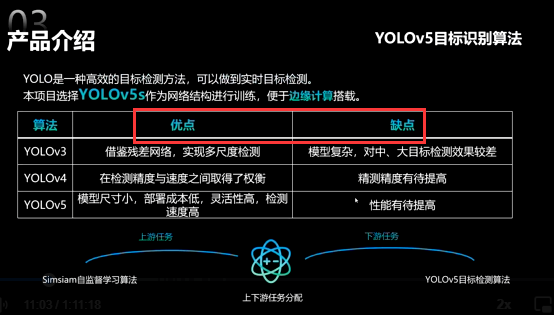 03
产品介绍
YOLOv5目标识别算法
YOLO是一种高效的目标检测方法，可以做到实时目标检测。
本项目选择YOLOv5s作为网络结构进行训练，便于边缘计算搭载。
算法 优点 缺点
YOLOv3 借鉴残差网络，实现多尺度检测 模型复杂，对中、大目标检测效果较差
YOLOv4 在检测精度与速度之间取得了权衡 精测精度有待提高
YOLOv5 模型尺寸小，部署成本低，灵活性高，检测速度高 性能有待提高
上游任务 下游任务
Simsiam自监督学习算法 YOLOv5目标检测算法
上下游任务分配
11:03 / 1:11:18 2x